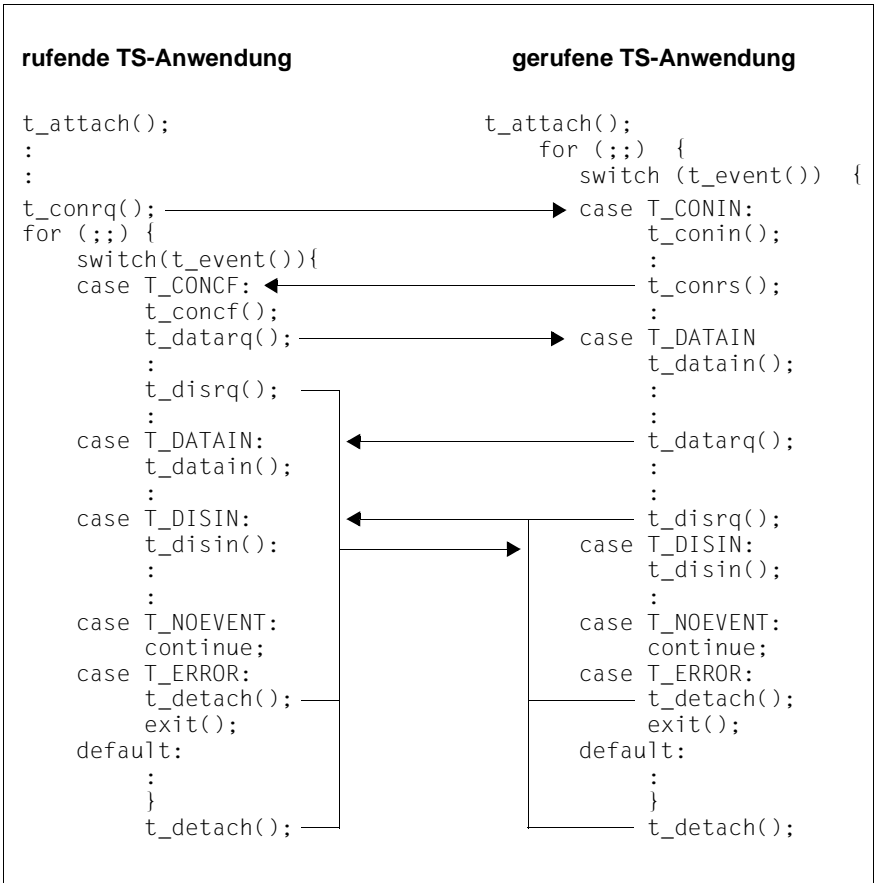 rufende TS-Anwendung
t_attach();
:
:
t_conrq();
for (;;) {
switch(t_event()){
case T_CONCF:
t_concf();
t_datarq();
:
t_disrq();
:
case T_DATAIN:
t_datain();
:
case T_DISIN:
t_disin():
:
:
case T_NOEVENT:
continue;
case T_ERROR:
t_detach();
exit();
default:
:
}
t_detach();
gerufene TS-Anwendung
t_attach();
for (;;) {
switch (t_event()) {
case T_CONIN:
t_conin();
:
t_conrs();
:
case T_DATAIN
t_datain();
:
:
t_datarq();
:
:
t_disrq();
case T_DISIN:
t_disin();
:
case T_NOEVENT:
continue;
case T_ERROR:
t_detach();
exit();
default:
:
}
t_detach();